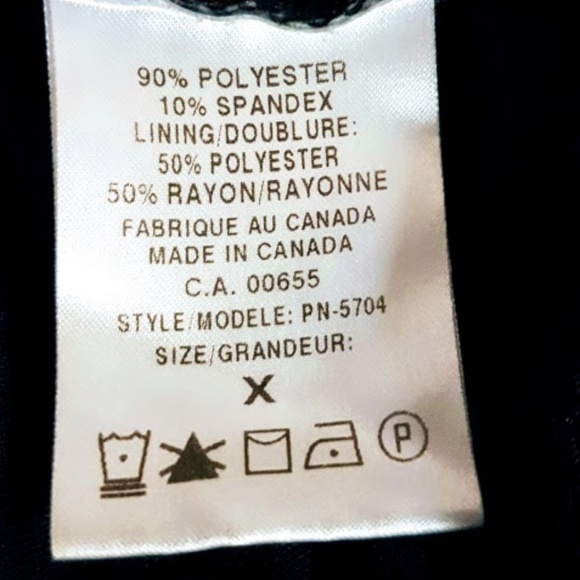 90% POLYESTER
10% SPANDEX
LINING/DOUBLURE:
50% POLYESTER
50% RAYON/RAYONNE
FABRIQUE AU CANADA
MADE IN CANADA
C.A. 00655
STYLE/MODELE: PN-5704
SIZE/GRANDEUR:
X
P